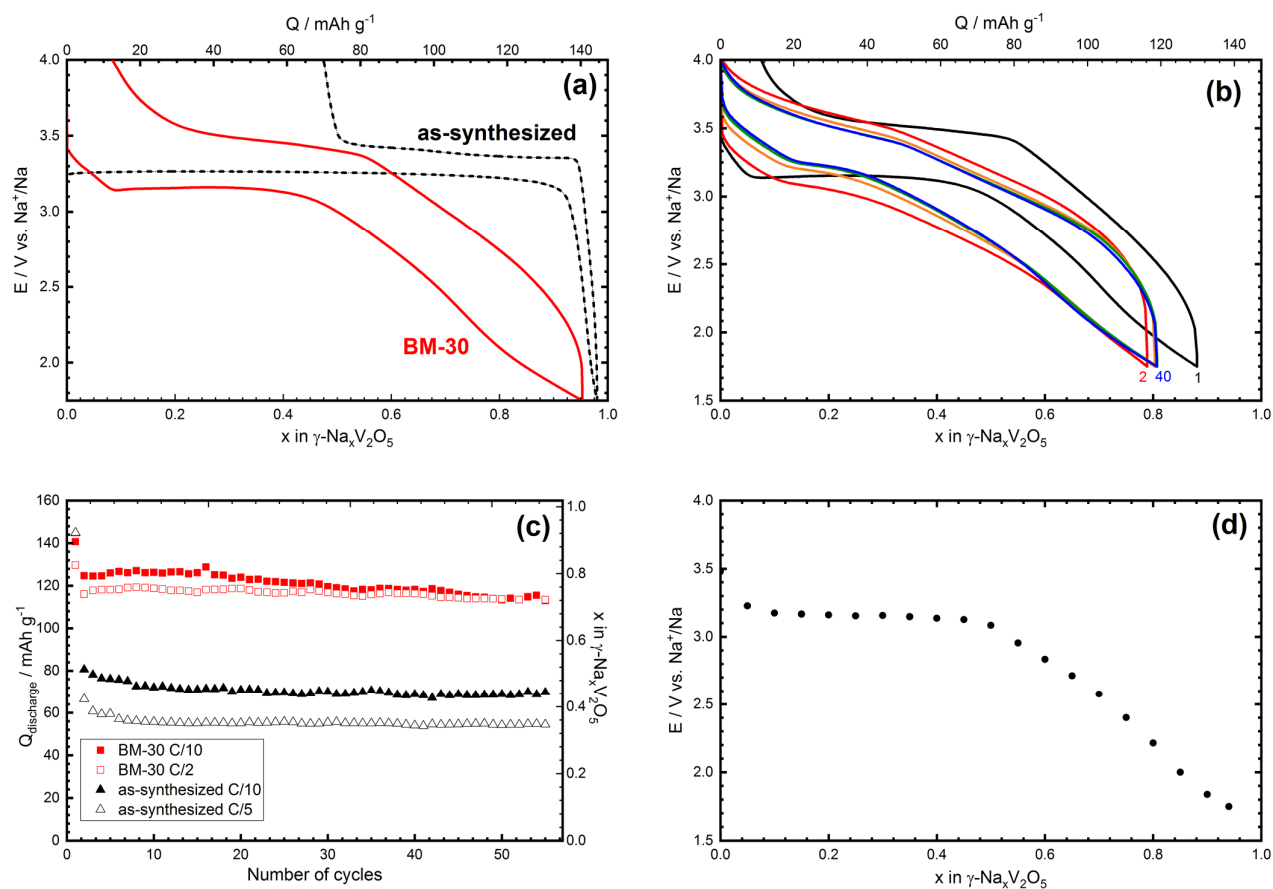 Q / mAh g⁻¹
0 20 40 60 80 100 120 140
4.0 3.5 3.0 2.5 2.0
E / V vs. Na⁺/Na
(a)
as-synthesized
BM-30
0.0 0.2 0.4 0.6 0.8 1.0
x in γ-NaₓV₂O₅
Q / mAh g⁻¹
0 20 40 60 80 100 120 140
4.0 3.5 3.0 2.5 2.0 1.5
E / V vs. Na⁺/Na
(b)
2 40 1
0.0 0.2 0.4 0.6 0.8 1.0
x in γ-NaₓV₂O₅
160 140 120 100 80 60 40 20 0
Q_discharge / mAh g⁻¹
(c)
1.0 0.8 0.6 0.4 0.2 0.0
x in γ-NaₓV₂O₅
BM-30 C/10
BM-30 C/2
as-synthesized C/10
as-synthesized C/5
0 10 20 30 40 50
Number of cycles
4.0 3.5 3.0 2.5 2.0 1.5
E / V vs. Na⁺/Na
(d)
0.0 0.2 0.4 0.6 0.8 1.0
x in γ-NaₓV₂O₅